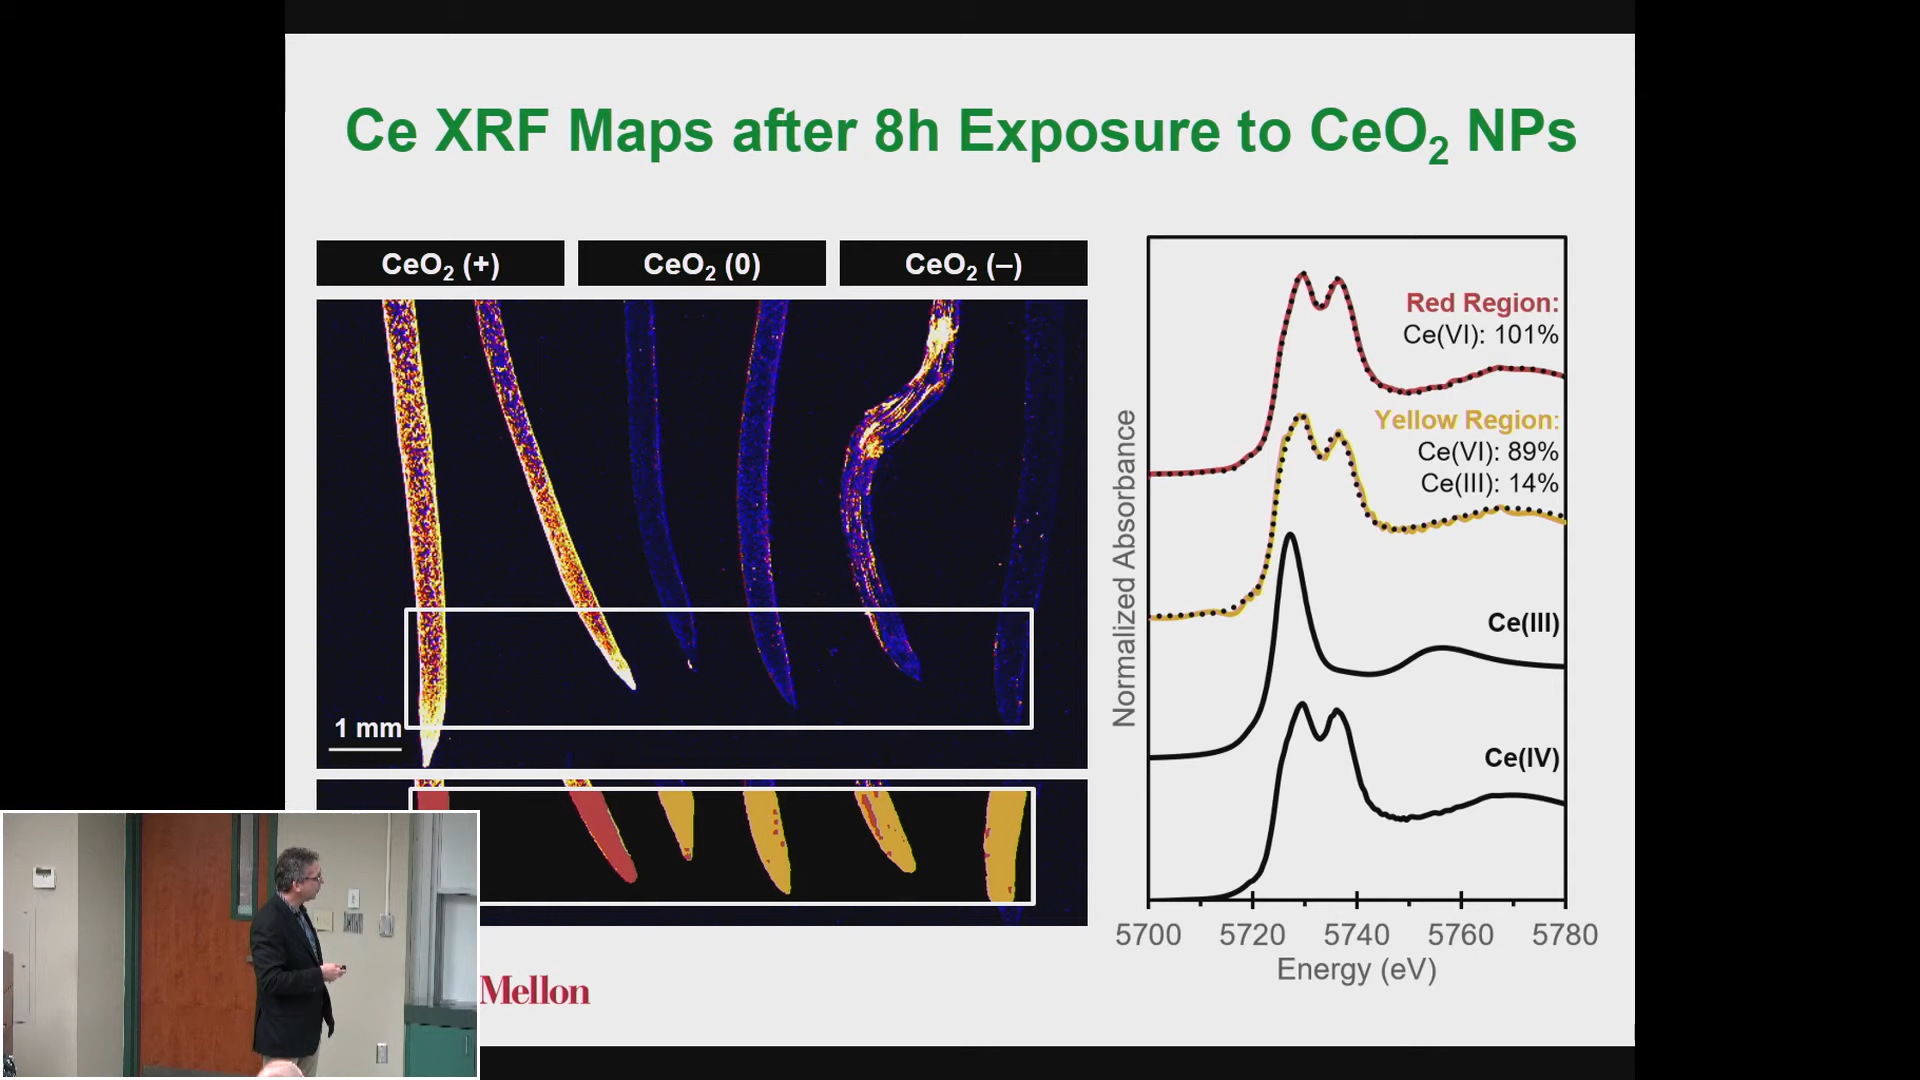 Ce XRF Maps after 8h Exposure to CeO₂ NPs
CeO₂ (+)
CeO₂ (0)
CeO₂ (–)
1 mm
Mellon
Normalized Absorbance
Red Region:
Ce(VI): 101%
Yellow Region:
Ce(VI): 89%
Ce(III): 14%
Ce(III)
Ce(IV)
5700 5720 5740 5760 5780
Energy (eV)